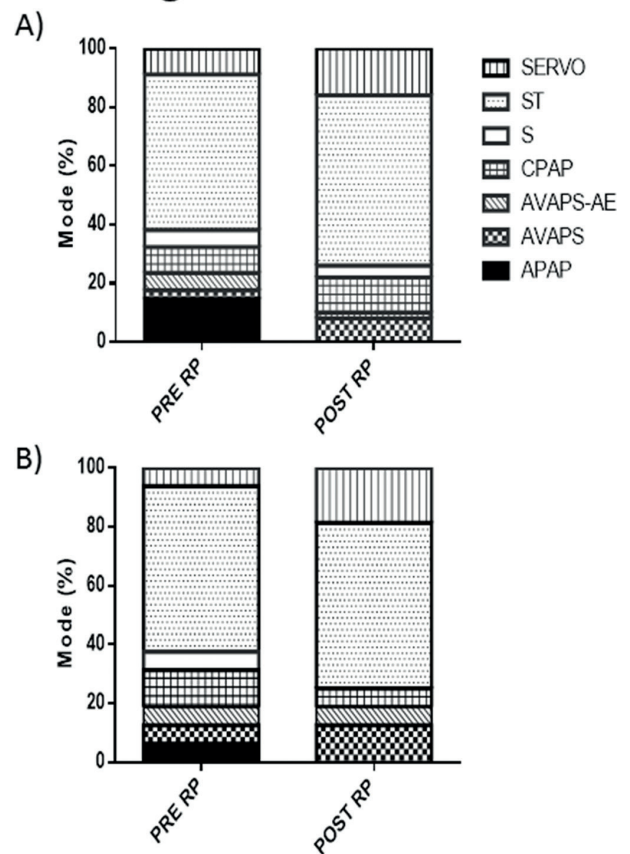 A)
Mode (%)
100
80
60
40
20
0
PRE RP
POST RP
SERVO
ST
S
CPAP
AVAPS-AE
AVAPS
APAP
B)
Mode (%)
100
80
60
40
20
0
PRE RP
POST RP